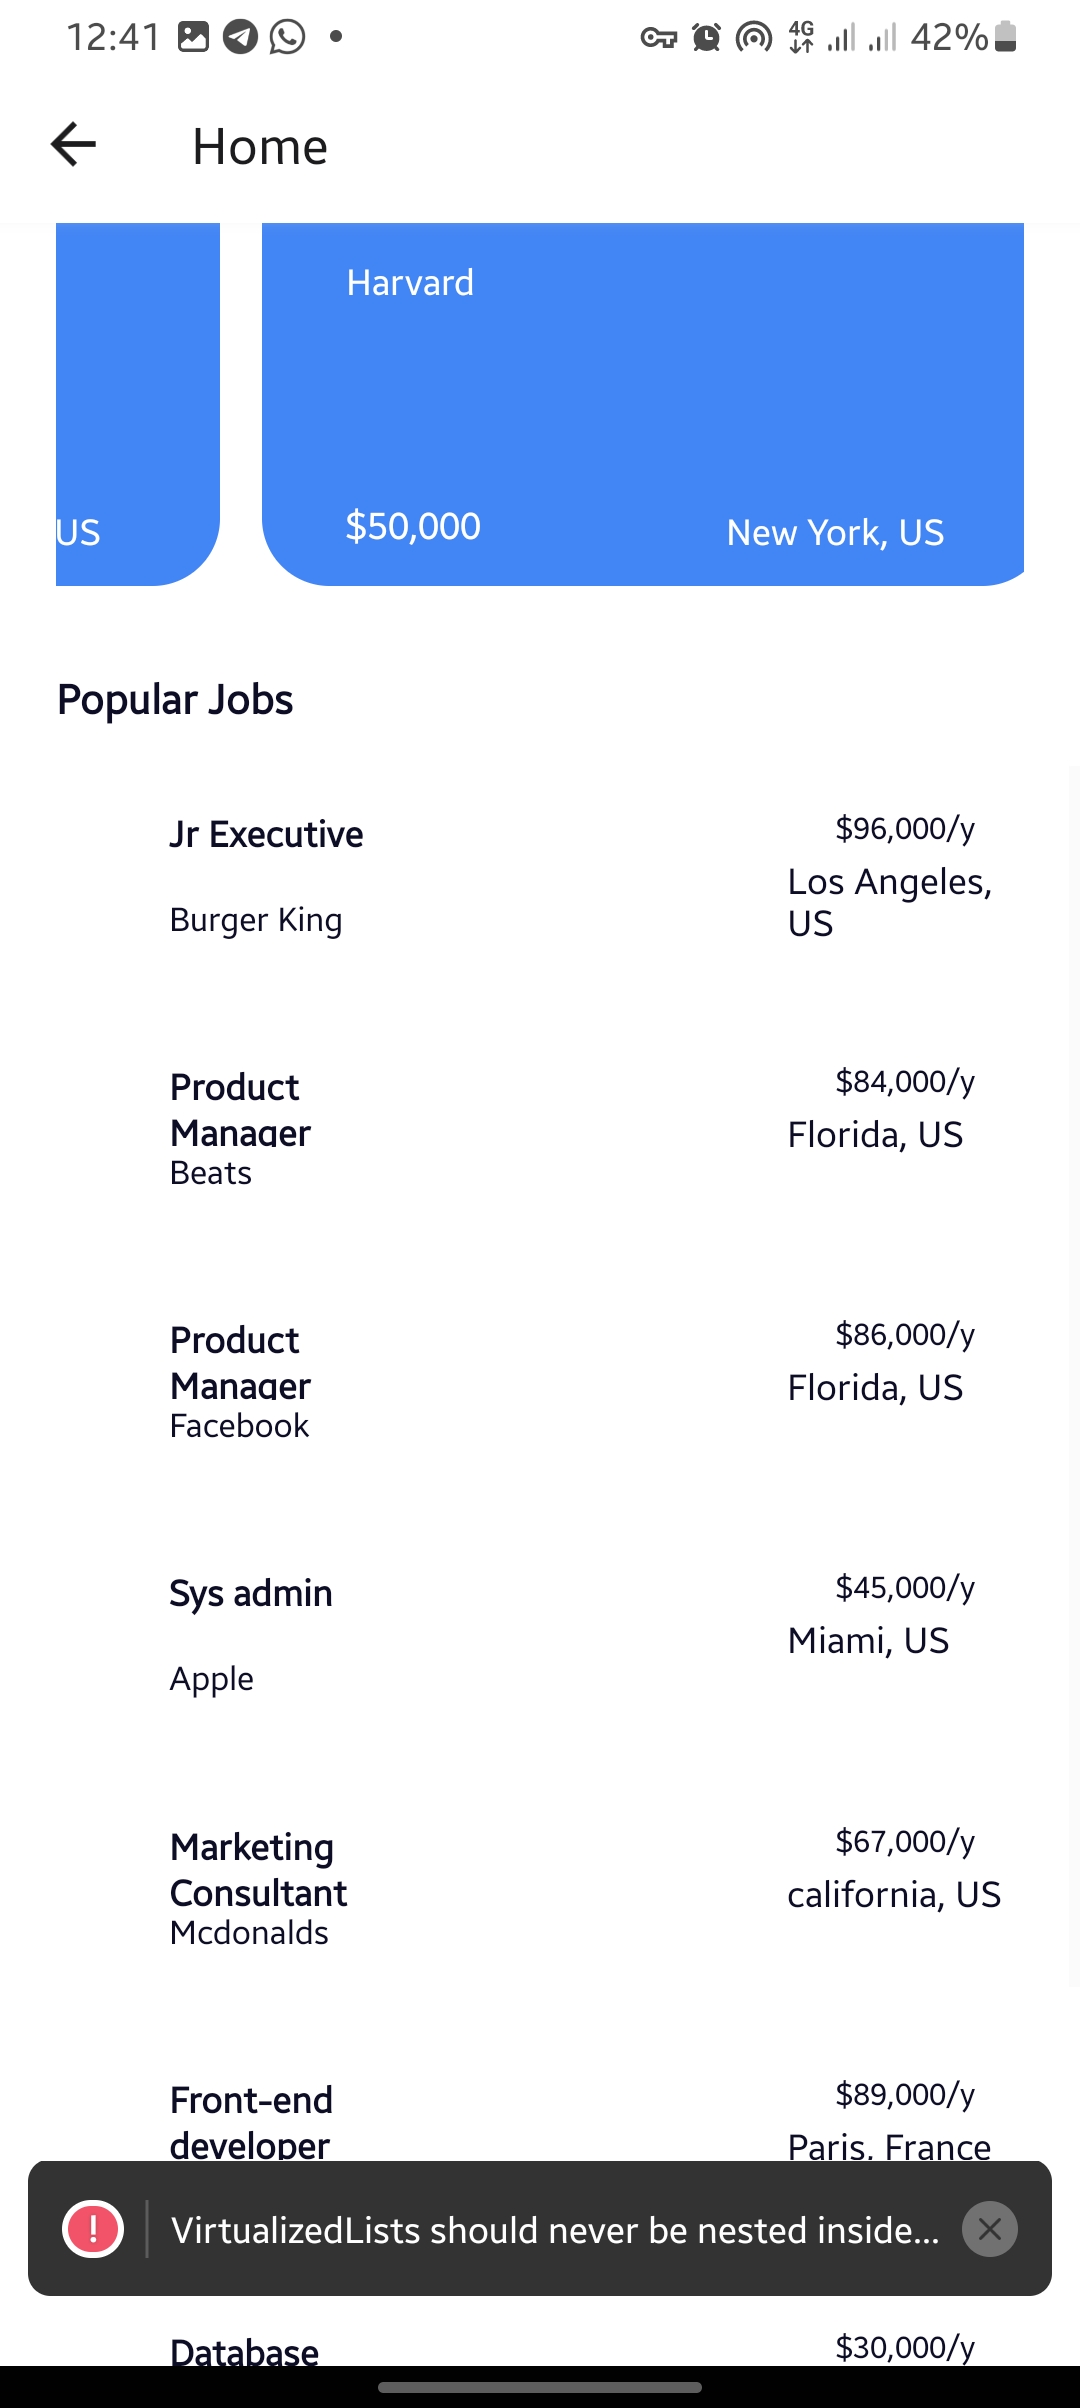 12:41
4G
42%
Home
Harvard
US
$50,000
New York, US
Popular Jobs
Jr Executive
$96,000/y
Los Angeles,
US
Burger King
Product
Manager
$84,000/y
Florida, US
Beats
Product
Manager
$86,000/y
Florida, US
Facebook
Sys admin
$45,000/y
Miami, US
Apple
Marketing
Consultant
$67,000/y
california, US
Mcdonalds
Front-end
developer
$89,000/y
Paris, France
VirtualizedLists should never be nested inside...
Database
$30,000/y